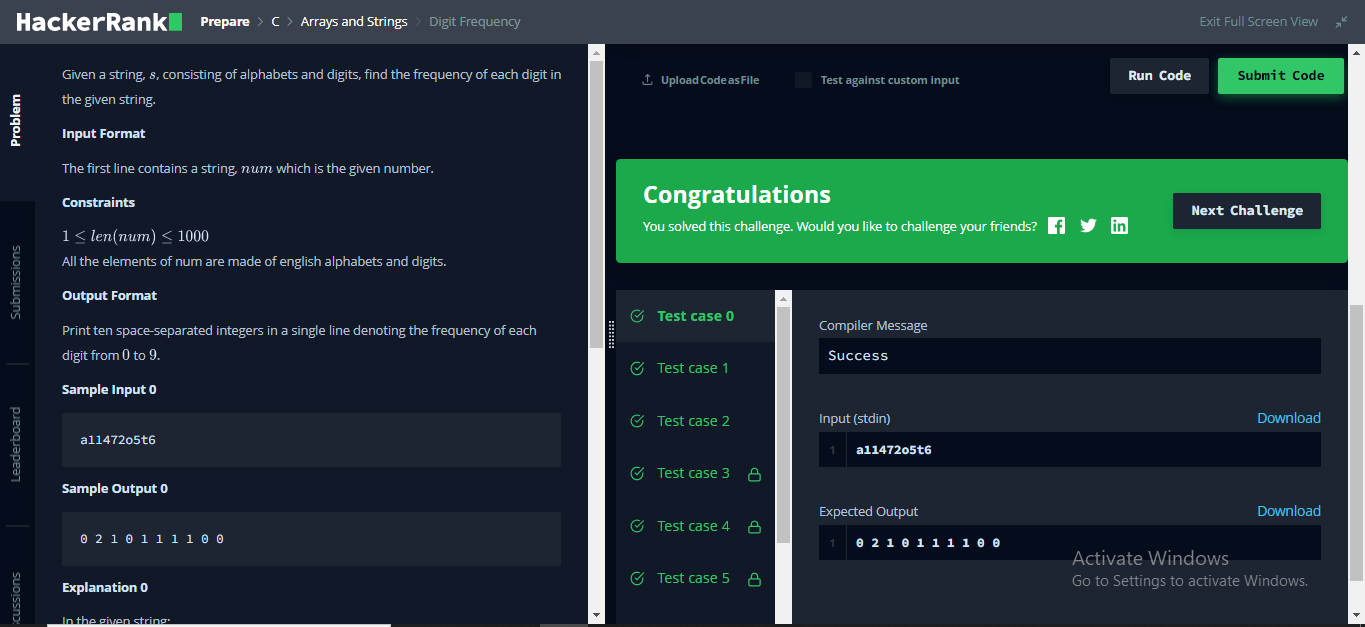 HackerRank Prepare > C > Arrays and Strings > Digit Frequency Exit Full Screen View
Problem
Submissions
Leaderboard
Given a string, s, consisting of alphabets and digits, find the frequency of each digit in
the given string.
Input Format
The first line contains a string, num which is the given number.
Constraints
1 ≤ len(num) ≤ 1000
All the elements of num are made of english alphabets and digits.
Output Format
Print ten space-separated integers in a single line denoting the frequency of each
digit from 0 to 9.
Sample Input 0
a11472o5t6
Sample Output 0
0 2 1 0 1 1 1 1 0 0
Explanation 0
In the given string:
Upload Code as File
Test against custom input
Run Code
Submit Code
Congratulations
You solved this challenge. Would you like to challenge your friends?
Next Challenge
Test case 0
Test case 1
Test case 2
Test case 3
Test case 4
Test case 5
Compiler Message
Success
Input (stdin) Download
1 a11472o5t6
Expected Output Download
1 0 2 1 0 1 1 1 1 0 0
Activate Windows
Go to Settings to activate Windows.